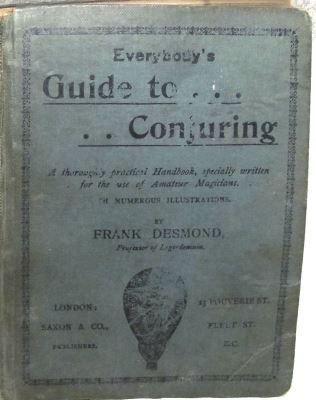 Everybody's
Guide to . . .
. . Conjuring
A thoroughly practical Handbook, specially written
for the use of Amateur Magicians.
NUMEROUS ILLUSTRATIONS.
BY
FRANK DESMOND,
Professor of Legerdemain.
LONDON:
SAXON & CO.,
PUBLISHERS.
23 BOUVERIE ST.
FLEET ST.
E.C.